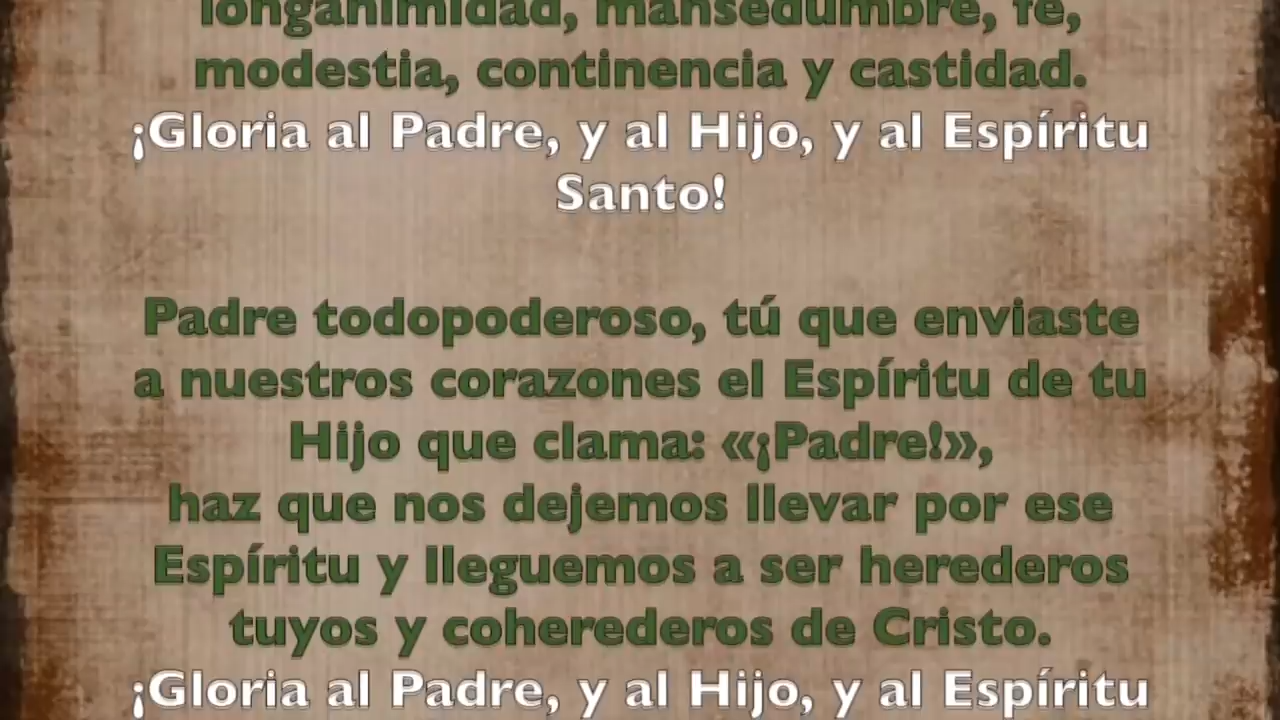 longanimidad, mansedumbre, fe,
modestia, continencia y castidad.
¡Gloria al Padre, y al Hijo, y al Espíritu
Santo!
Padre todopoderoso, tú que enviaste
a nuestros corazones el Espíritu de tu
Hijo que clama: «¡Padre!»,
haz que nos dejemos llevar por ese
Espíritu y lleguemos a ser herederos
tuyos y coherederos de Cristo.
¡Gloria al Padre, y al Hijo, y al Espíritu